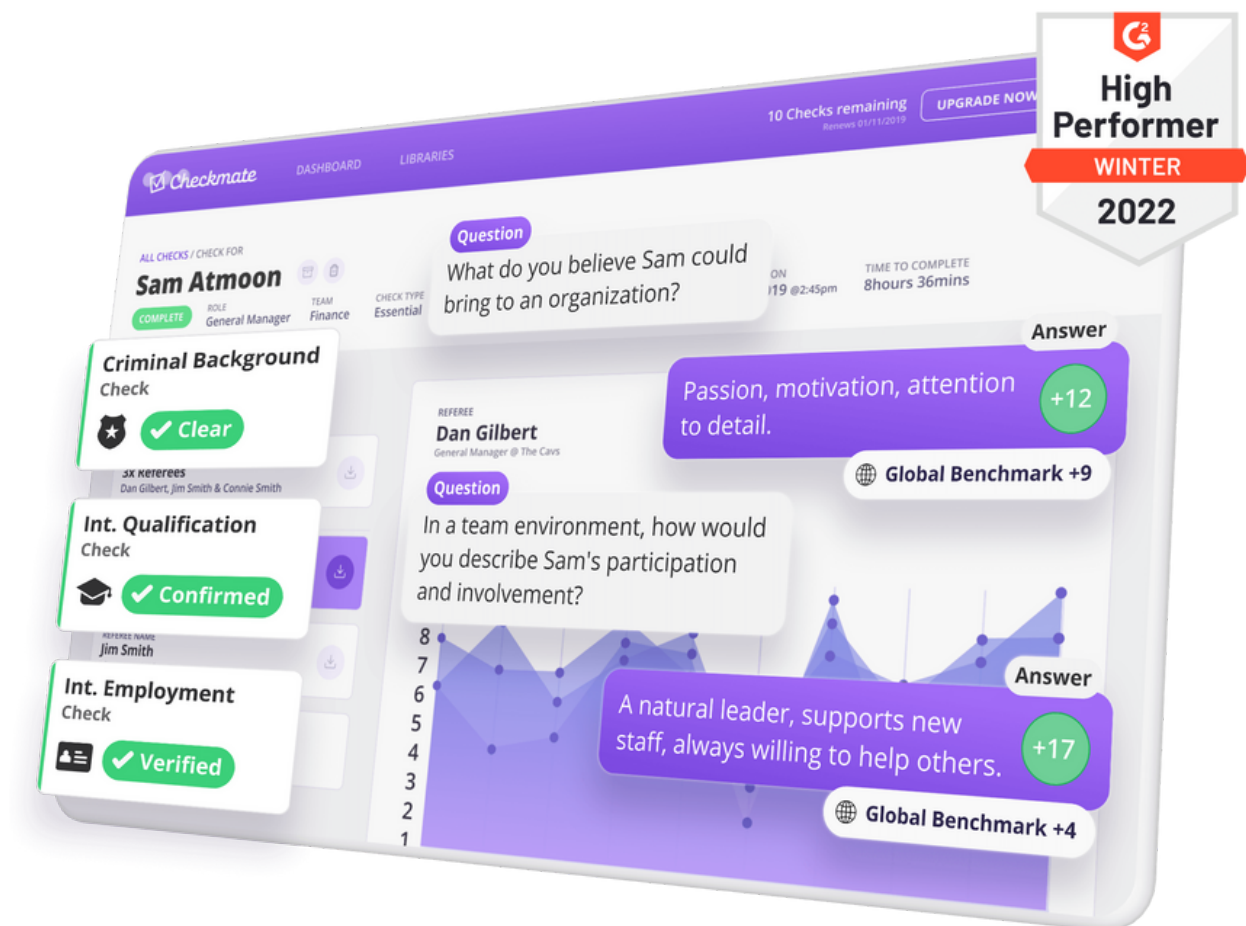 G2
High
Performer
WINTER
2022
Checkmate
DASHBOARD
LIBRARIES
10 Checks remaining
Renews 01/11/2019
UPGRADE NOW
ALL CHECKS / CHECK FOR
Sam Atmoon
COMPLETE
ROLE
General Manager
TEAM
Finance
CHECK TYPE
Essential
ON
19 @2:45pm
TIME TO COMPLETE
8hours 36mins
Question
What do you believe Sam could
bring to an organization?
Answer
Passion, motivation, attention
to detail.
+12
Global Benchmark +9
Criminal Background
Check
Clear
3x Referees
Dan Gilbert, Jim Smith & Connie Smith
Int. Qualification
Check
Confirmed
REFEREE NAME
Jim Smith
Int. Employment
Check
Verified
REFEREE
Dan Gilbert
General Manager @ The Cavs
Question
In a team environment, how would
you describe Sam's participation
and involvement?
8
7
6
5
4
3
2
1
Answer
A natural leader, supports new
staff, always willing to help others.
+17
Global Benchmark +4